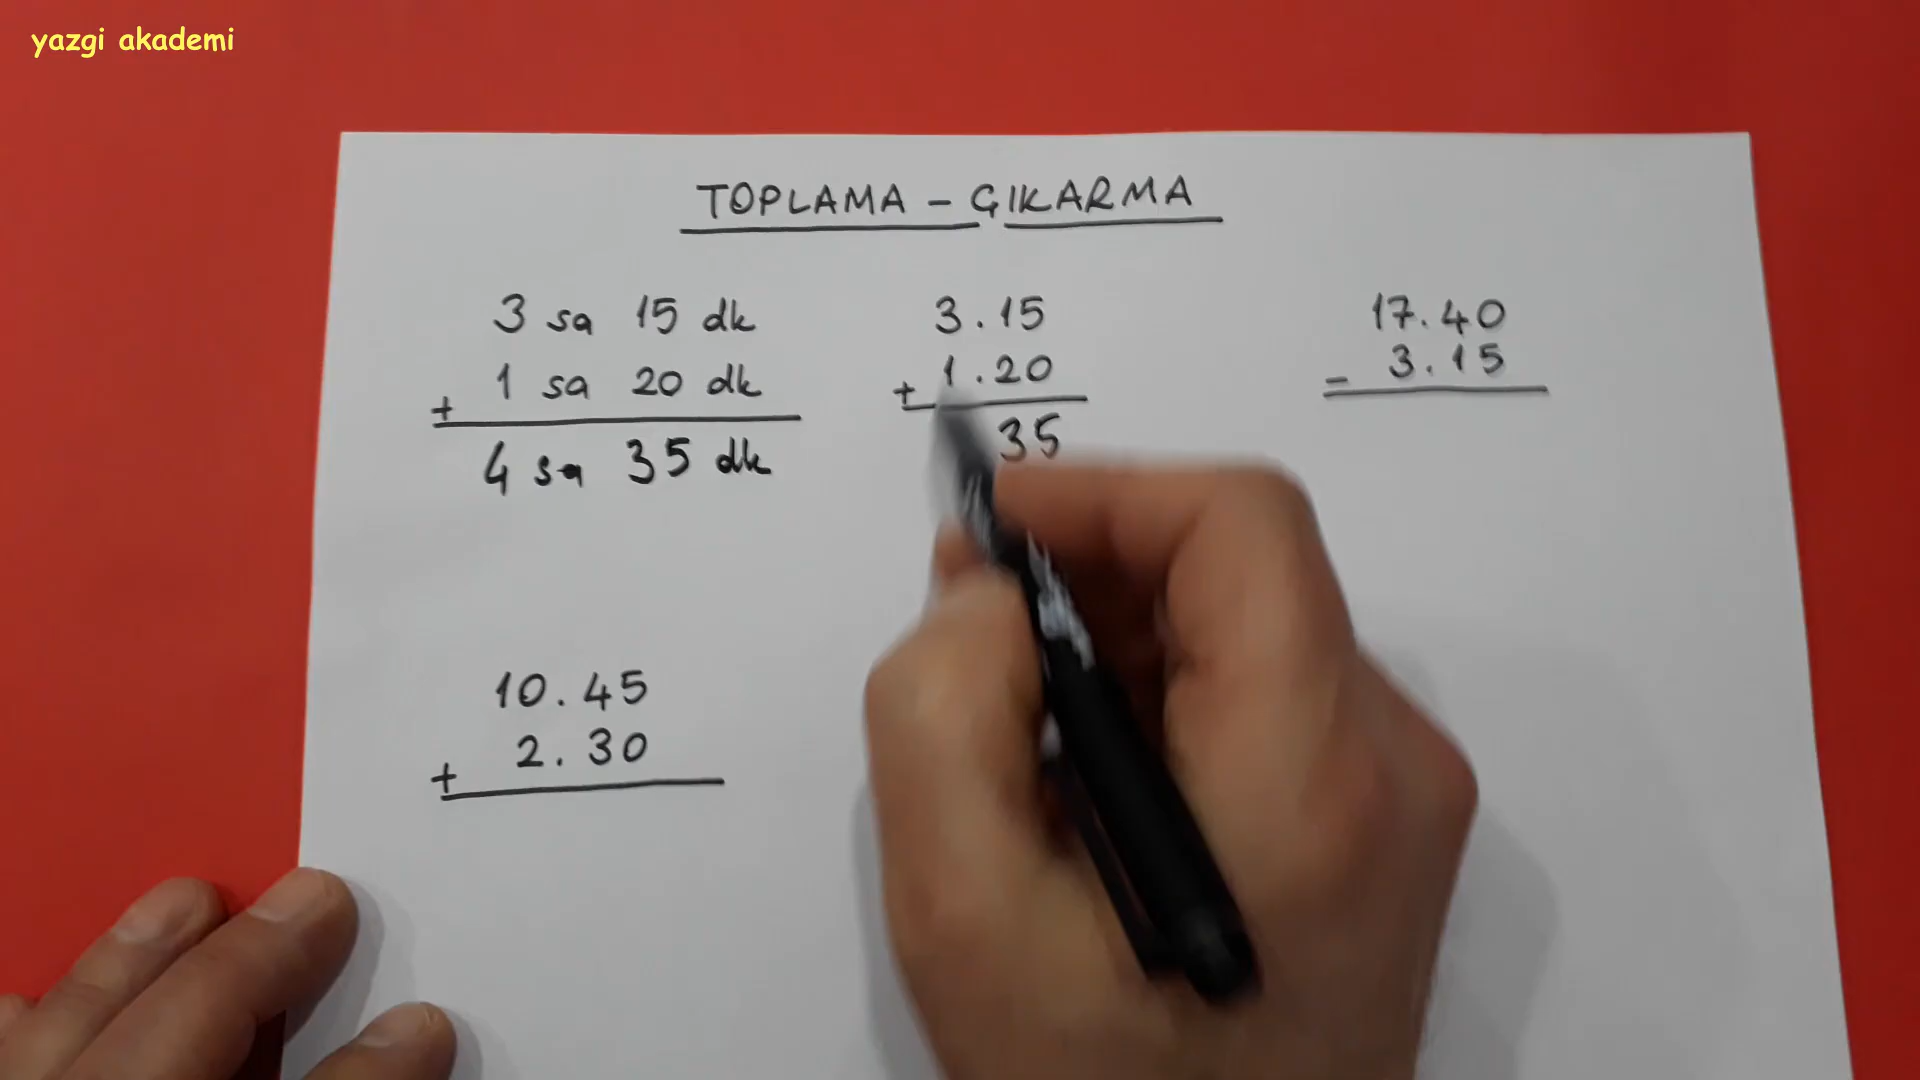 yazgi akademi
TOPLAMA - ÇIKARMA
3 sa 15 dk
+ 1 sa 20 dk
4 sa 35 dk
3.15
+ 1.20
35
17.40
- 3.15
10.45
+ 2.30